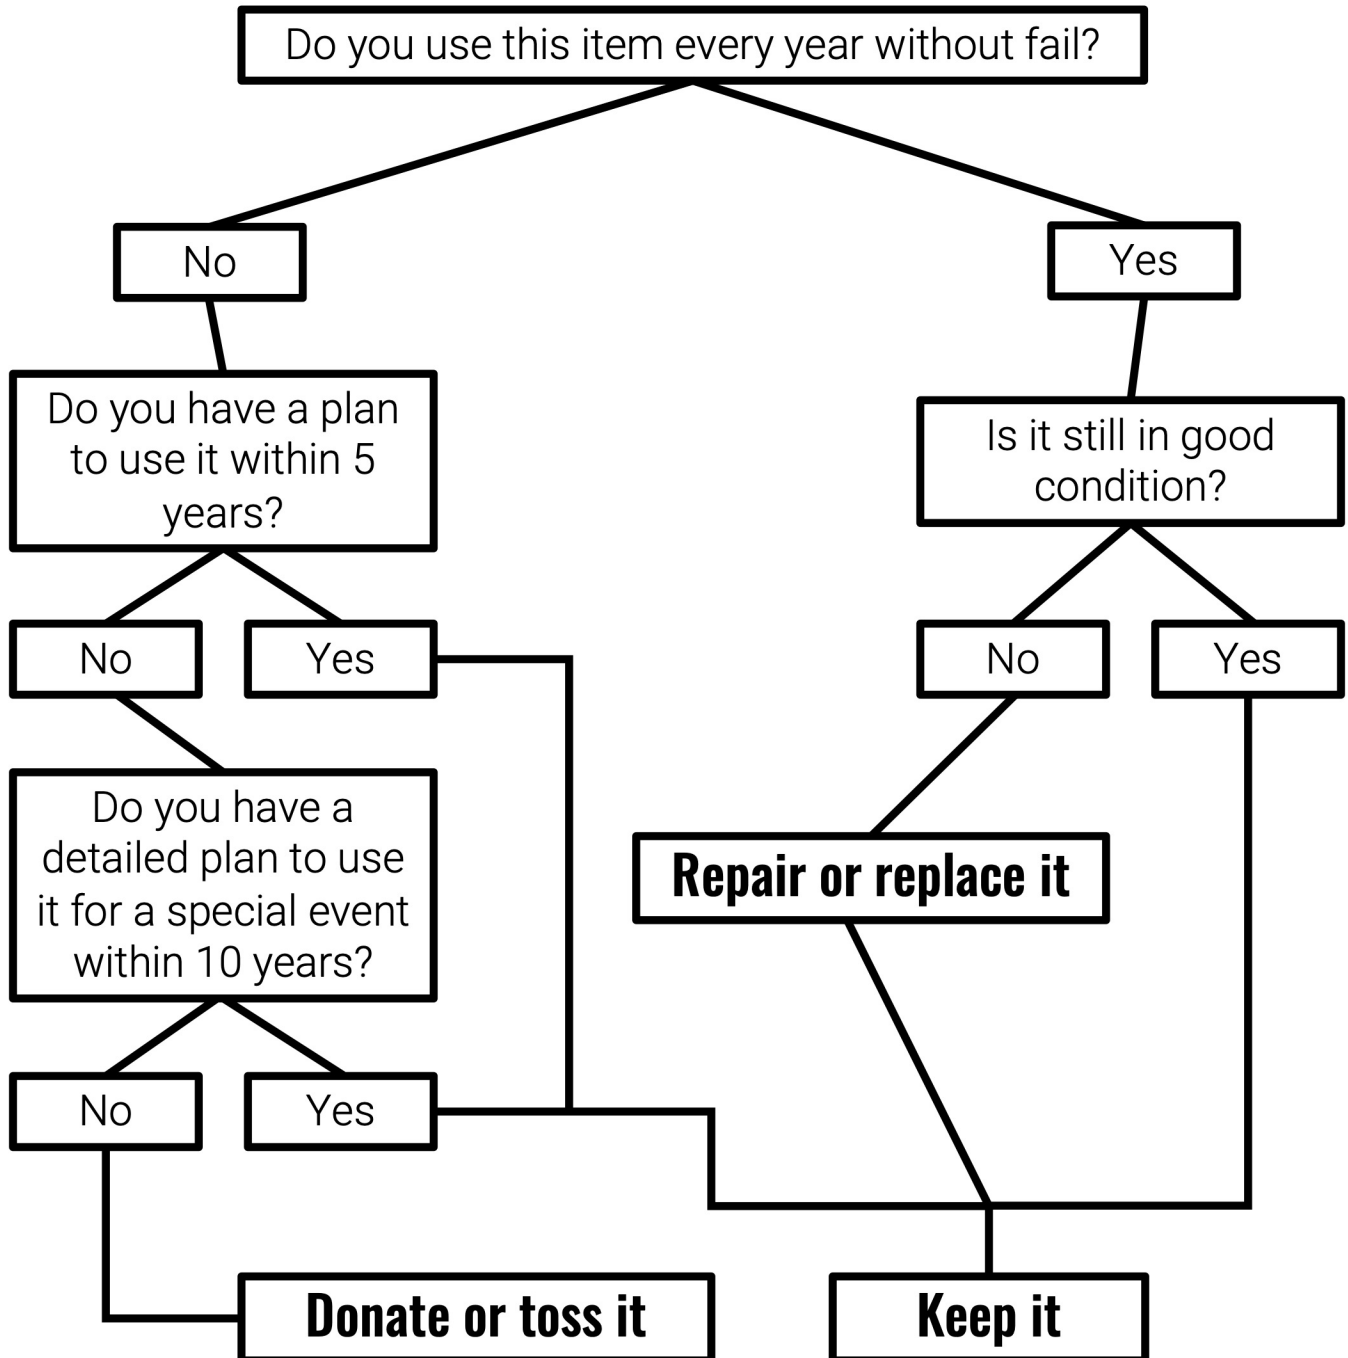 Do you use this item every year without fail?
No
Yes
Do you have a plan
to use it within 5
years?
Is it still in good
condition?
No
Yes
No
Yes
Do you have a
detailed plan to use
it for a special event
within 10 years?
Repair or replace it
No
Yes
Donate or toss it
Keep it